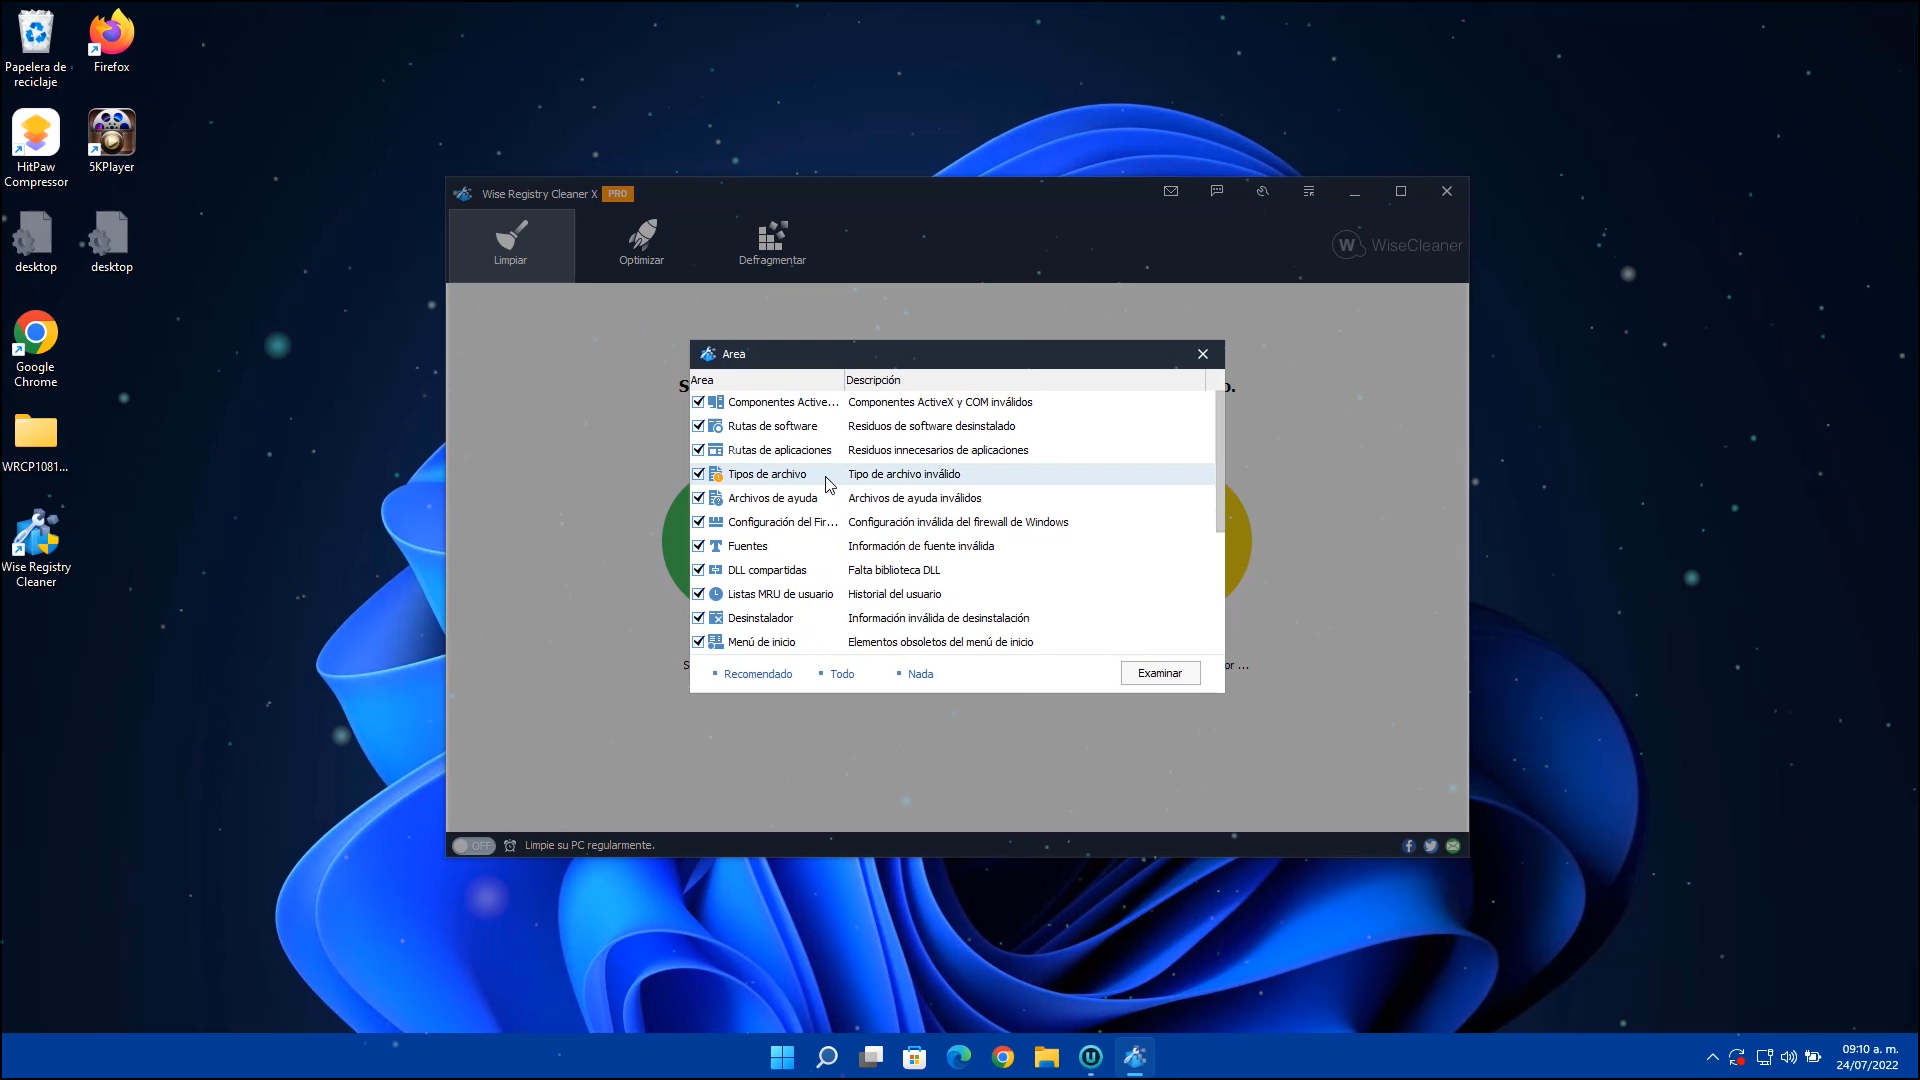 Papelera de
reciclaje
Firefox
HitPaw
Compressor
5KPlayer
desktop
desktop
Google
Chrome
WRCP1081...
Wise Registry
Cleaner
Wise Registry Cleaner X PRO
Limpiar
Optimizar
Defragmentar
W WiseCleaner
Area
S
Area
Descripción
o.
Componentes Active...
Componentes ActiveX y COM inválidos
Rutas de software
Residuos de software desinstalado
Rutas de aplicaciones
Residuos innecesarios de aplicaciones
Tipos de archivo
Tipo de archivo inválido
Archivos de ayuda
Archivos de ayuda inválidos
Configuración del Fir...
Configuración inválida del firewall de Windows
Fuentes
Información de fuente inválida
DLL compartidas
Falta biblioteca DLL
Listas MRU de usuario
Historial del usuario
Desinstalador
Información inválida de desinstalación
Menú de inicio
Elementos obsoletos del menú de inicio
S
or ...
Recomendado
Todo
Nada
Examinar
OFF
Limpie su PC regularmente.
09:10 a. m.
24/07/2022